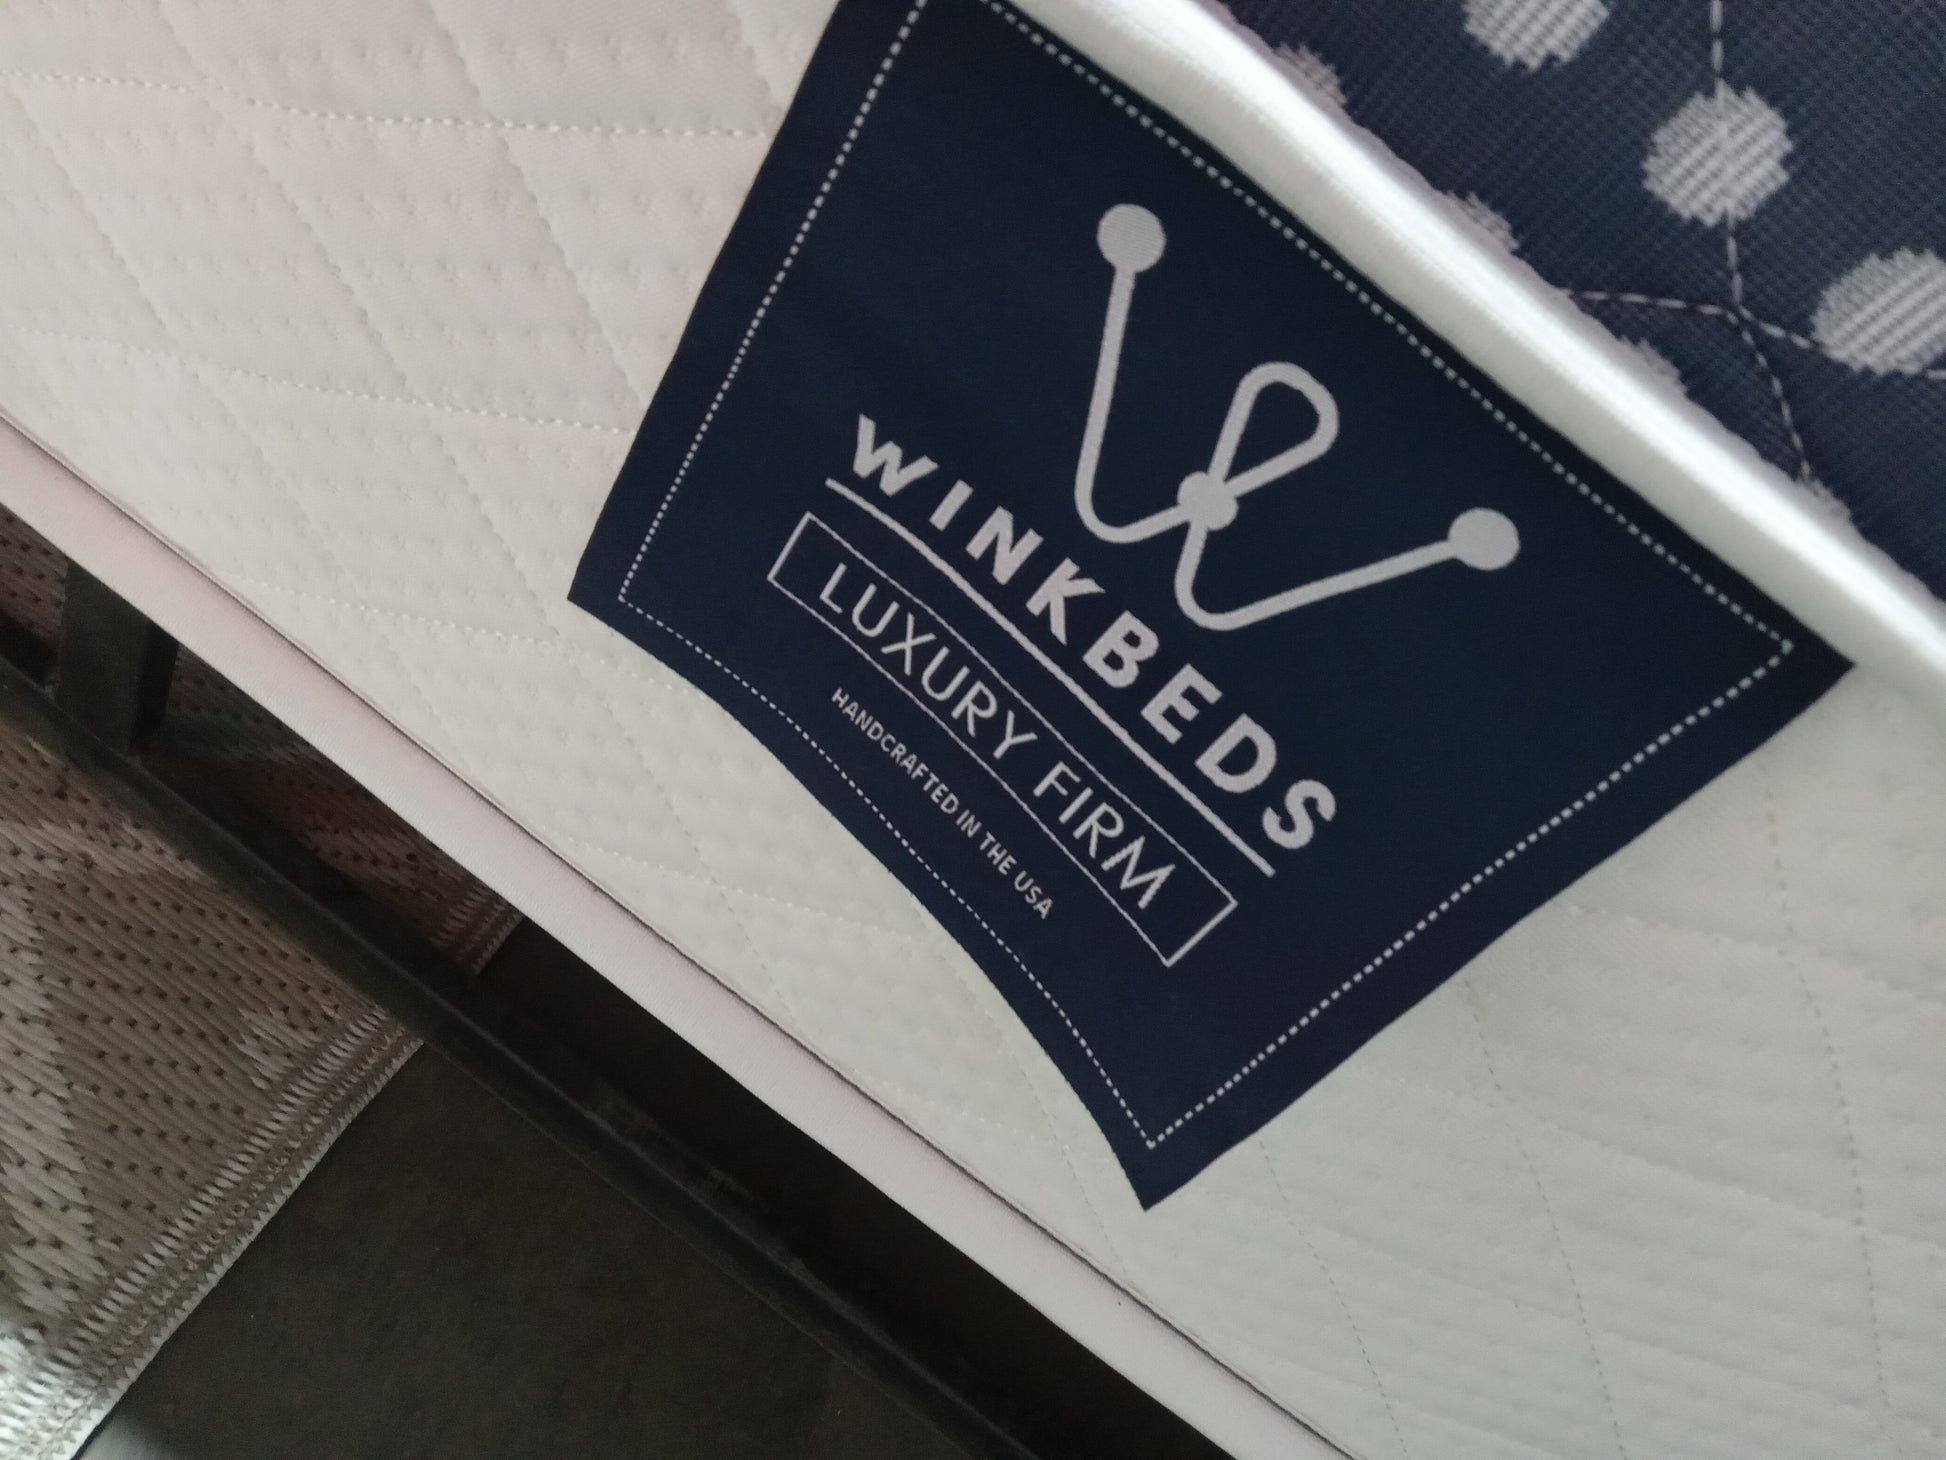 WINKBEDS
LUXURY FIRM
HANDCRAFTED IN THE USA